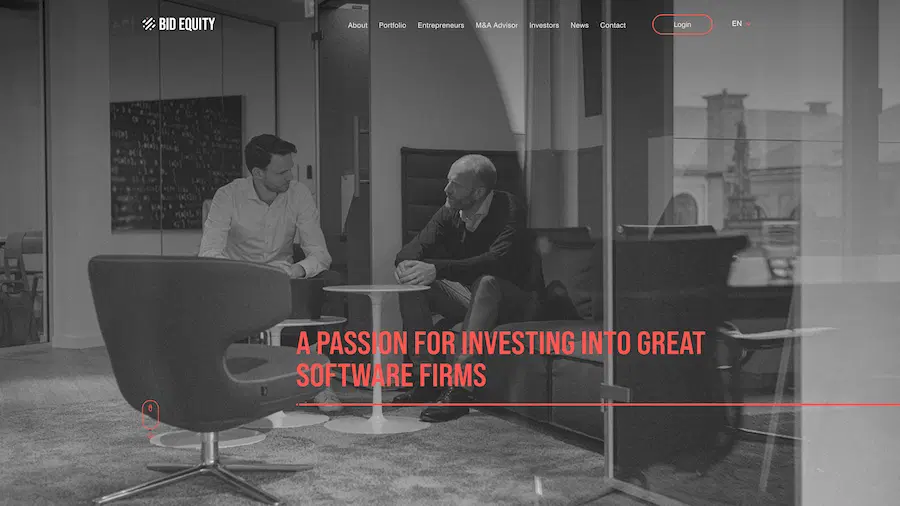 BID EQUITY
About
Portfolio
Entrepreneurs
M&A Advisor
Investors
News
Contact
Login
EN
A PASSION FOR INVESTING INTO GREAT
SOFTWARE FIRMS